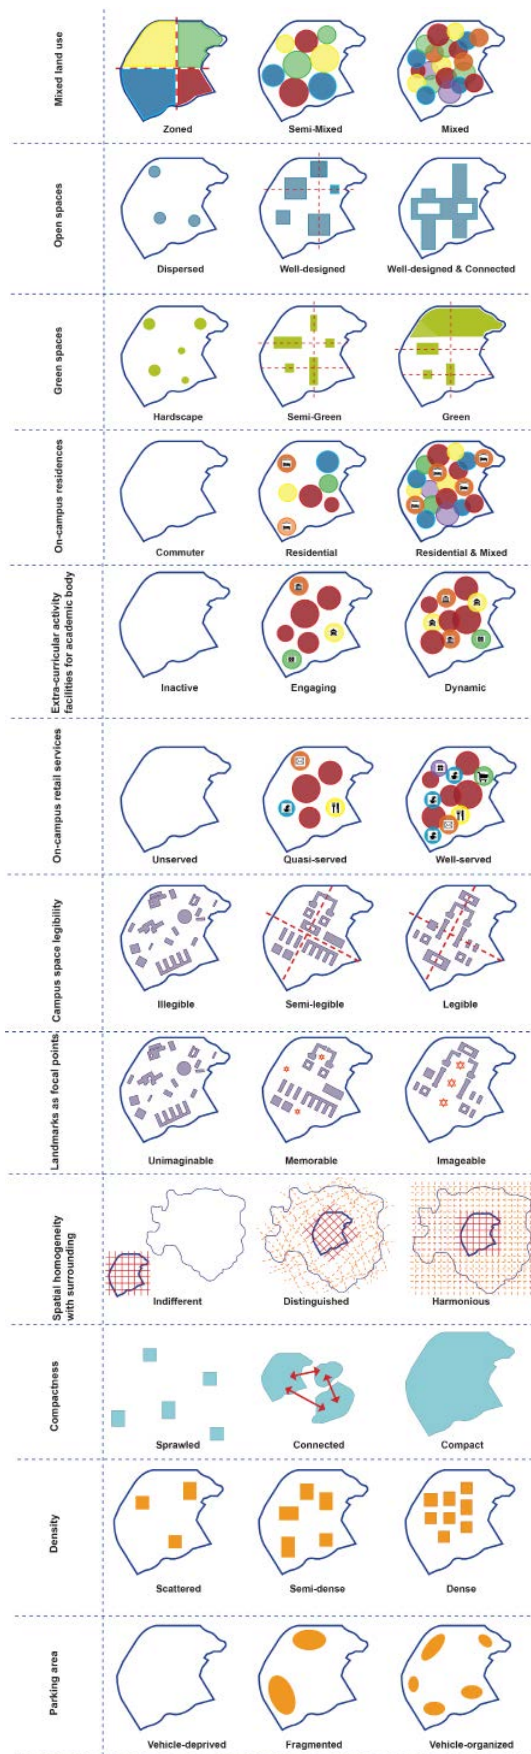 Mixed land use
Zoned
Semi-Mixed
Mixed
Open spaces
Dispersed
Well-designed
Well-designed & Connected
Green spaces
Hardscape
Semi-Green
Green
On-campus residences
Commuter
Residential
Residential & Mixed
Extra-curricular activity
facilities for academic body
Inactive
Engaging
Dynamic
On-campus retail services
Unserved
Quasi-served
Well-served
Campus space legibility
Illegible
Semi-legible
Legible
Landmarks as focal points
Unimaginable
Memorable
Imageable
Spatial homogeneity
with surrounding
Indifferent
Distinguished
Harmonious
Compactness
Sprawled
Connected
Compact
Density
Scattered
Semi-dense
Dense
Parking area
Vehicle-deprived
Fragmented
Vehicle-organized